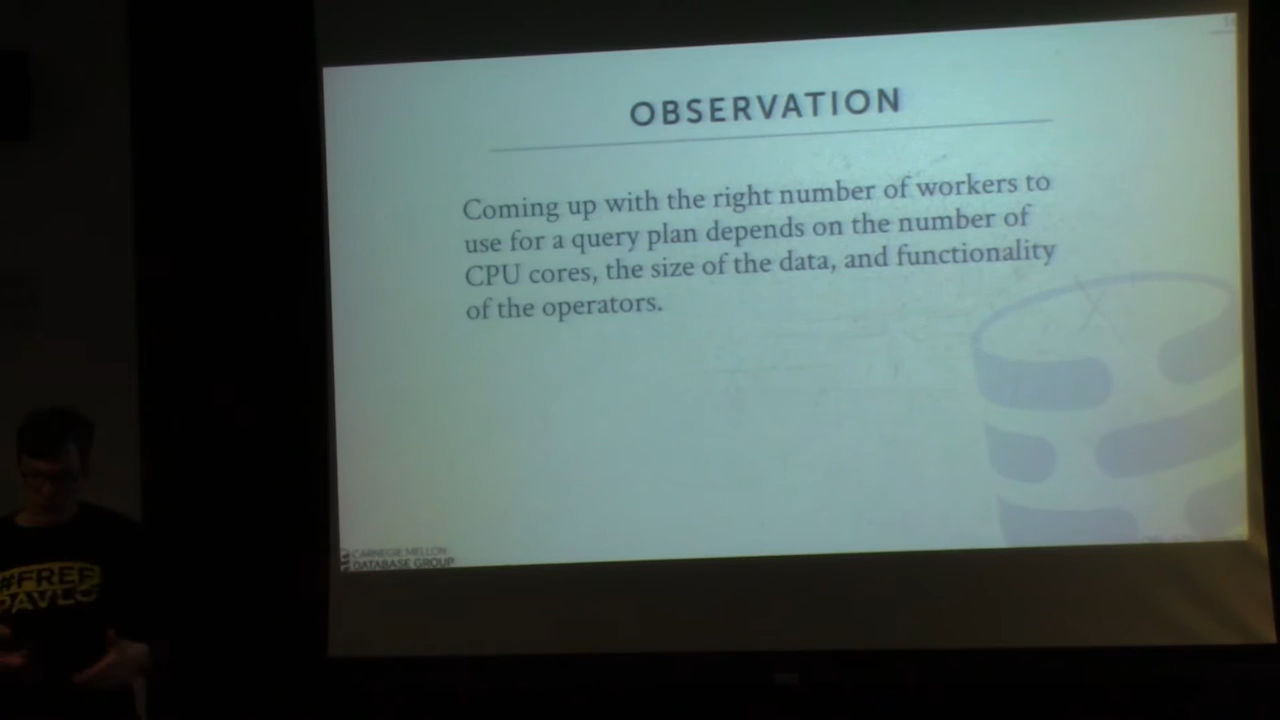 OBSERVATION
Coming up with the right number of workers to
use for a query plan depends on the number of
CPU cores, the size of the data, and functionality
of the operators.
CARNEGIE MELLON
DATABASE GROUP
#FREE
PAVLO